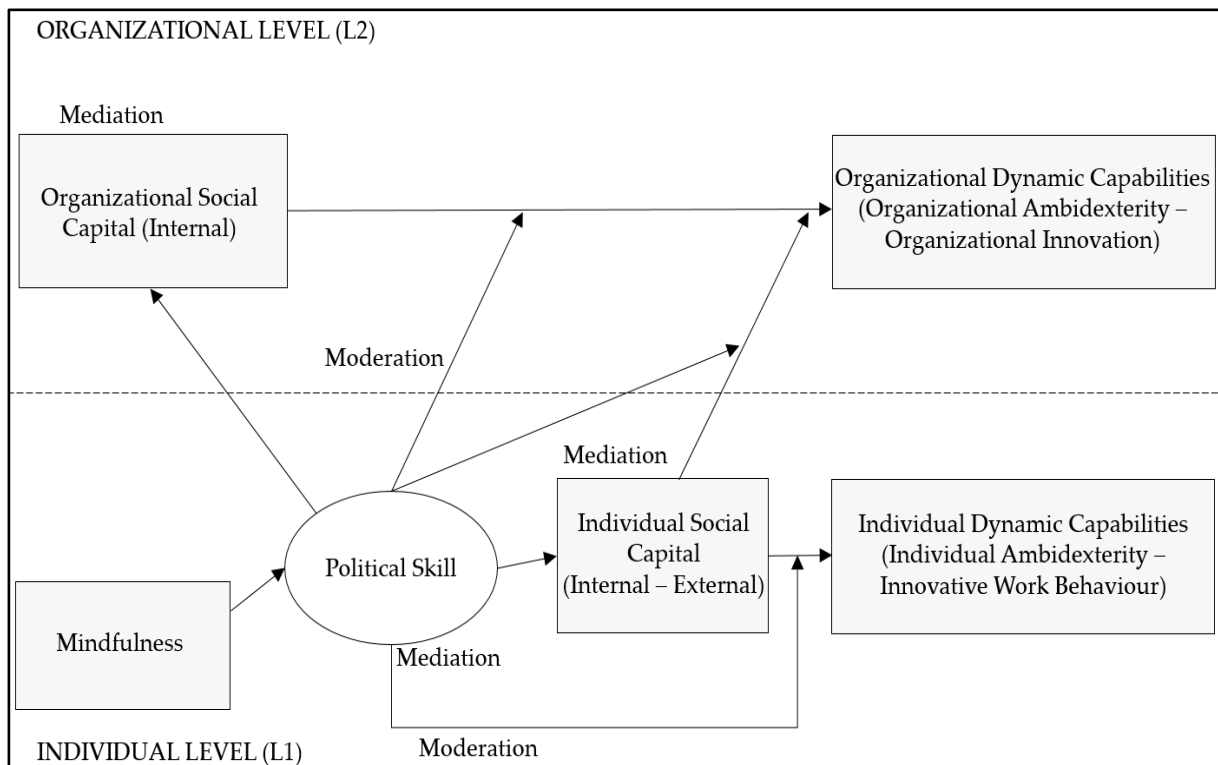 ORGANIZATIONAL LEVEL (L2)
Mediation
Organizational Social
Capital (Internal)
Organizational Dynamic Capabilities
(Organizational Ambidexterity –
Organizational Innovation)
Moderation
Mediation
Individual Social
Capital
(Internal – External)
Individual Dynamic Capabilities
(Individual Ambidexterity –
Innovative Work Behaviour)
Political Skill
Mindfulness
Mediation
Moderation
INDIVIDUAL LEVEL (L1)